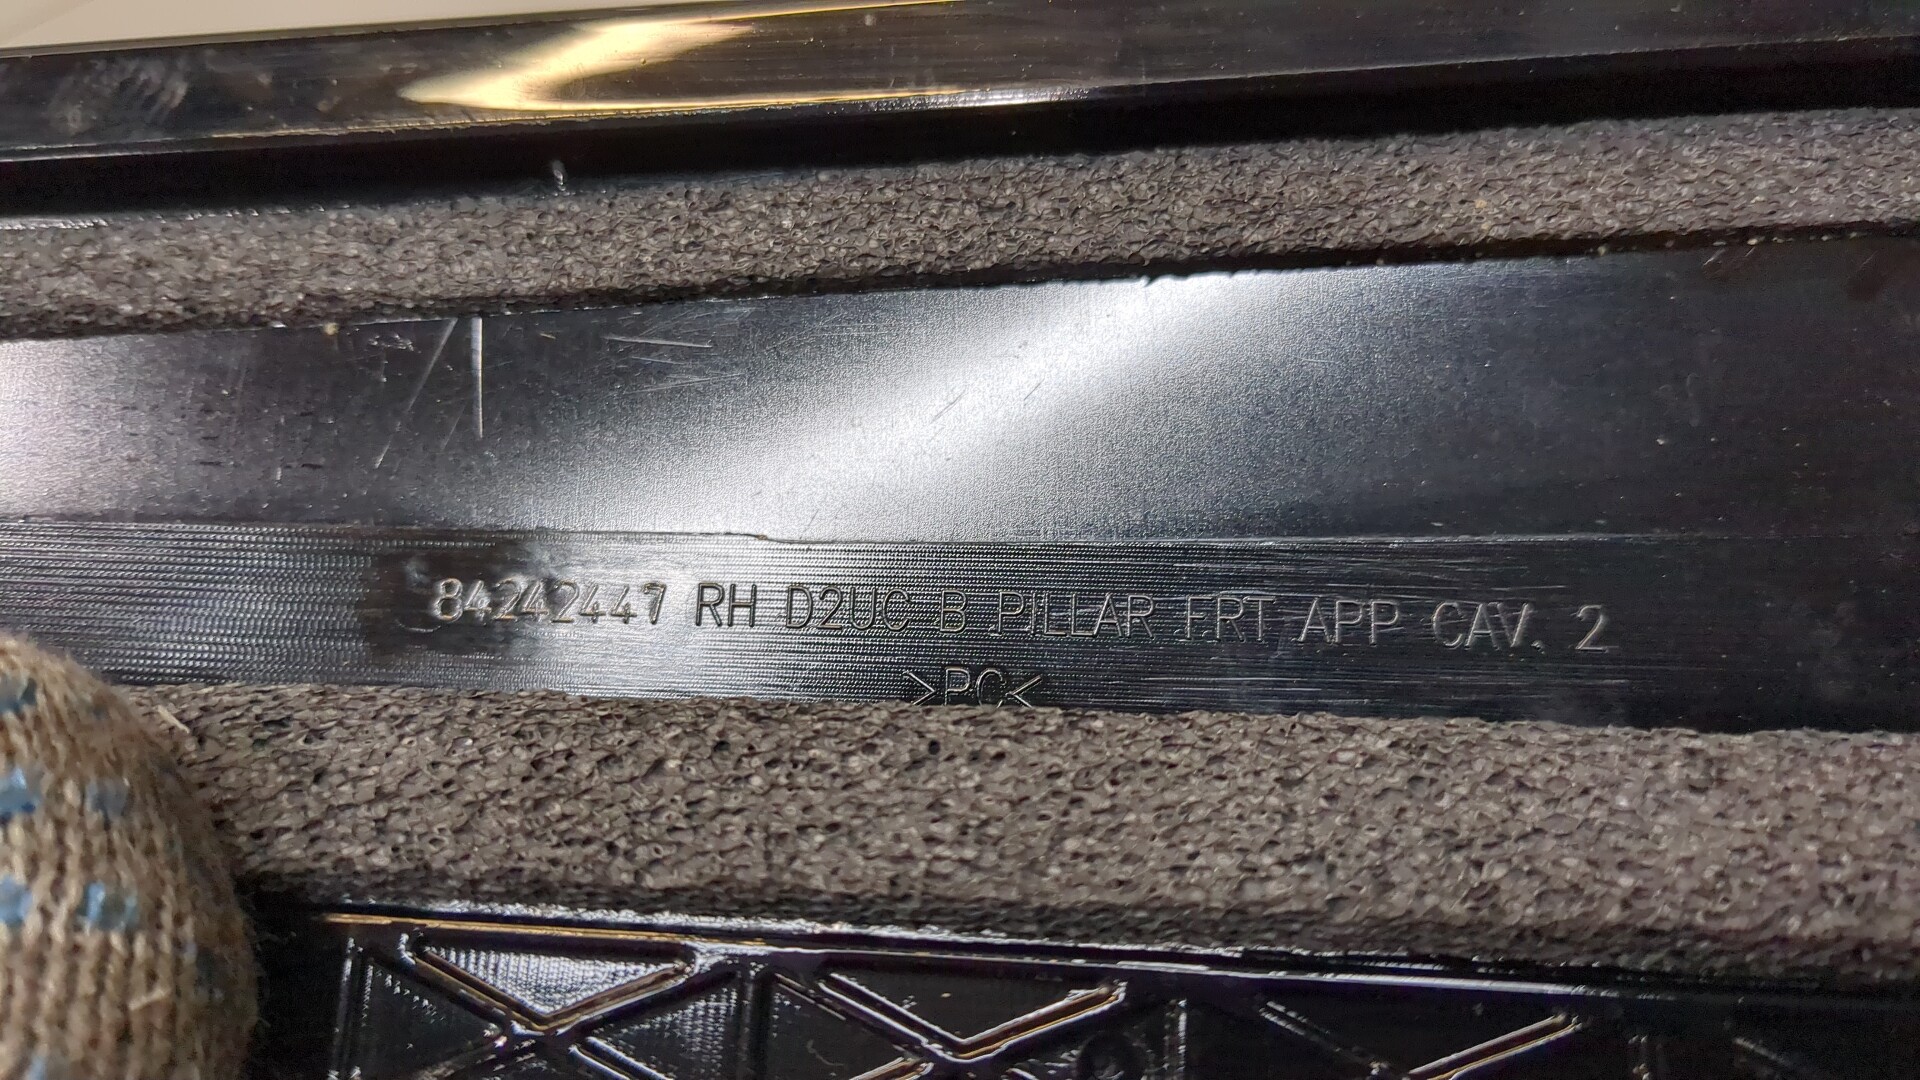 84242447 RH D2UC B PILLAR FRT APP CAV. 2
>PC<